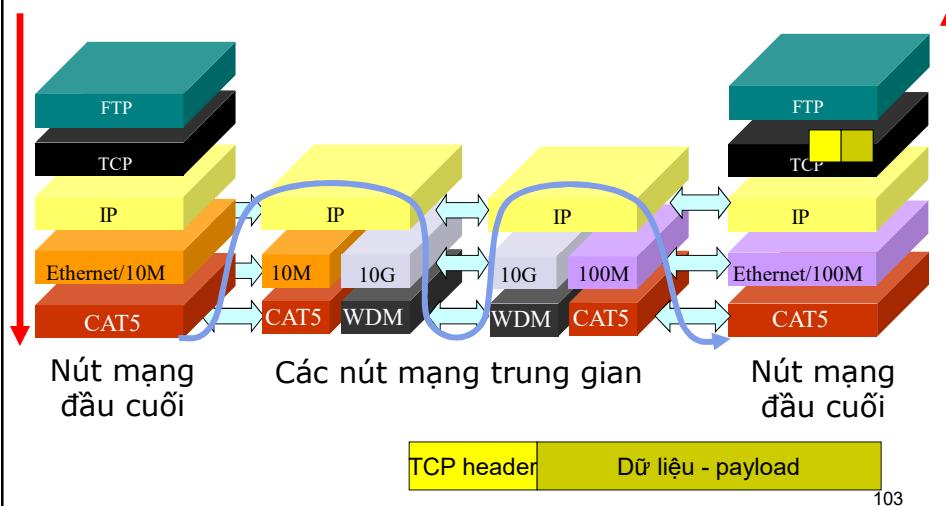 FTP
FTP
TCP
TCP
IP
IP
IP
IP
Ethernet/10M
10M
10G
10G
100M
Ethernet/100M
CAT5
CAT5
WDM
WDM
CAT5
CAT5
Nút mạng
đầu cuối
Các nút mạng trung gian
Nút mạng
đầu cuối
TCP header
Dữ liệu - payload
103